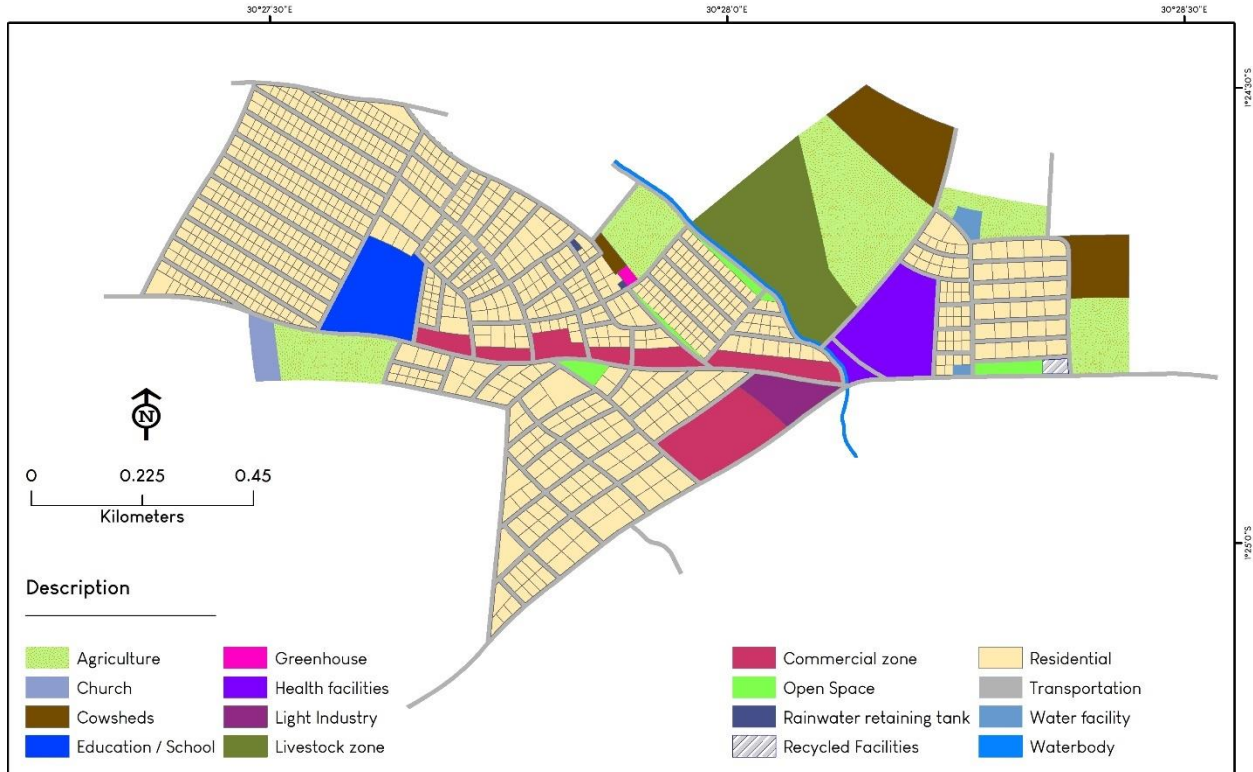 30°27'30"E 30°28'0"E 30°28'30"E
1°24'30"S
N
0 0.225 0.45
Kilometers
1°25'0"S
Description
Agriculture
Church
Cowsheds
Education / School
Greenhouse
Health facilities
Light Industry
Livestock zone
Commercial zone
Open Space
Rainwater retaining tank
Recycled Facilities
Residential
Transportation
Water facility
Waterbody